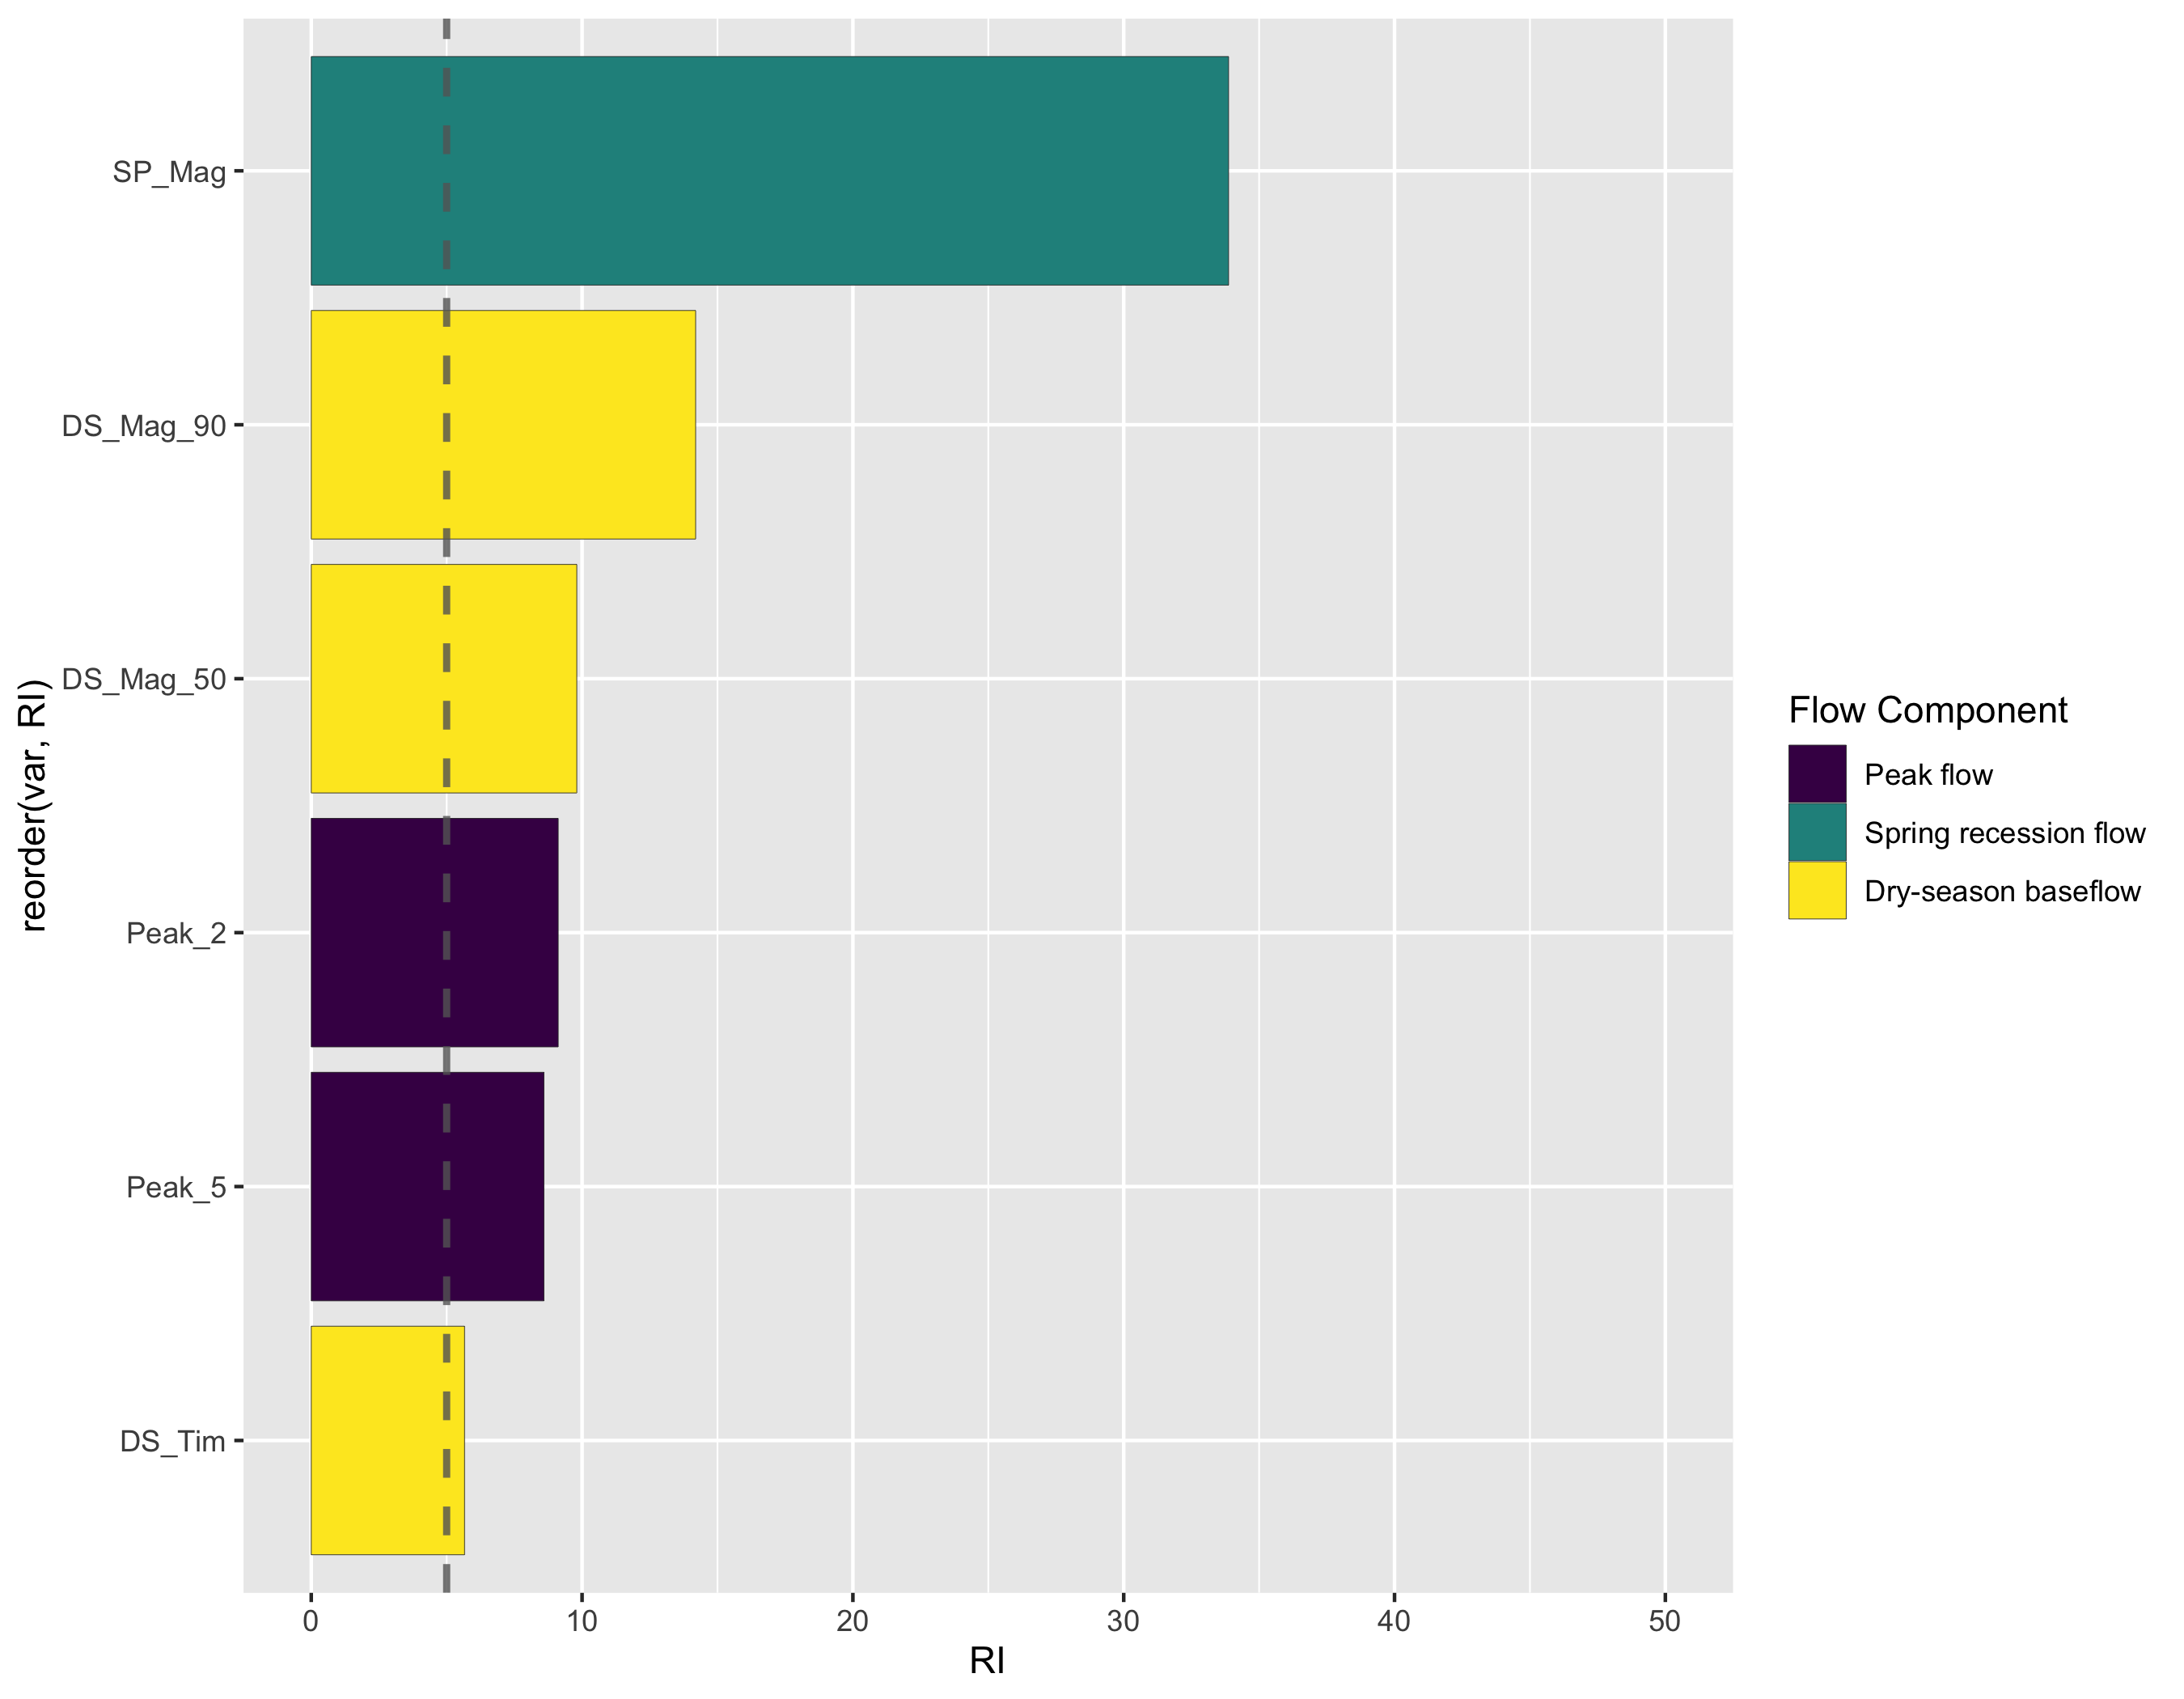 reorder(var, RI)
SP_Mag
DS_Mag_90
DS_Mag_50
Peak_2
Peak_5
DS_Tim
0 10 20 30 40 50
RI
Flow Component
Peak flow
Spring recession flow
Dry-season baseflow